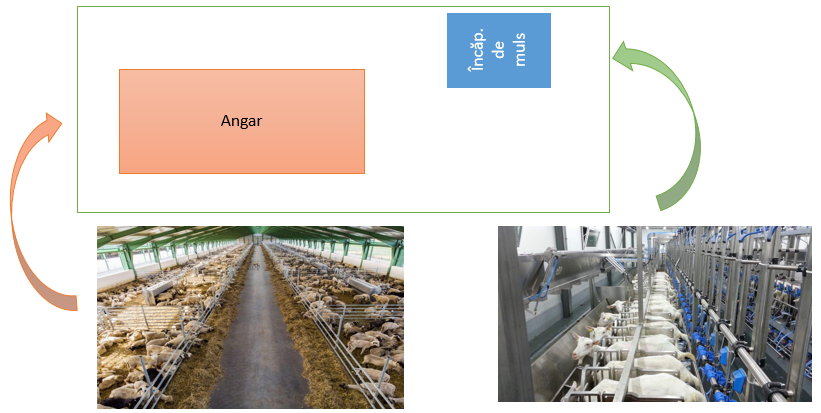 Angar
Încăp.
de
muls